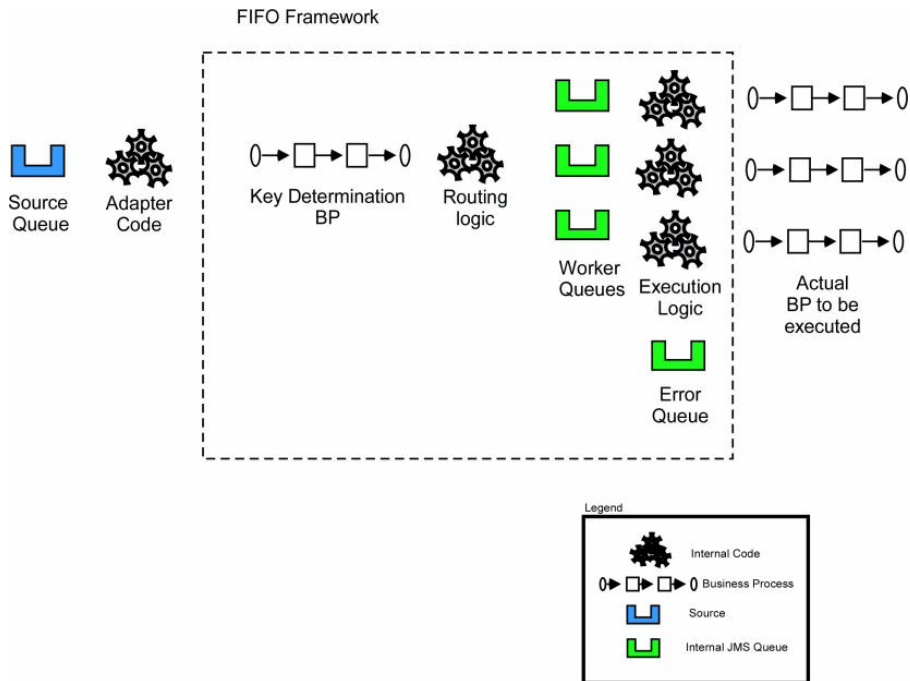 FIFO Framework
Source
Queue
Adapter
Code
Key Determination
BP
Routing
logic
Worker
Queues
Execution
Logic
Actual
BP to be
executed
Error
Queue
Legend
Internal Code
Business Process
Source
Internal JMS Queue